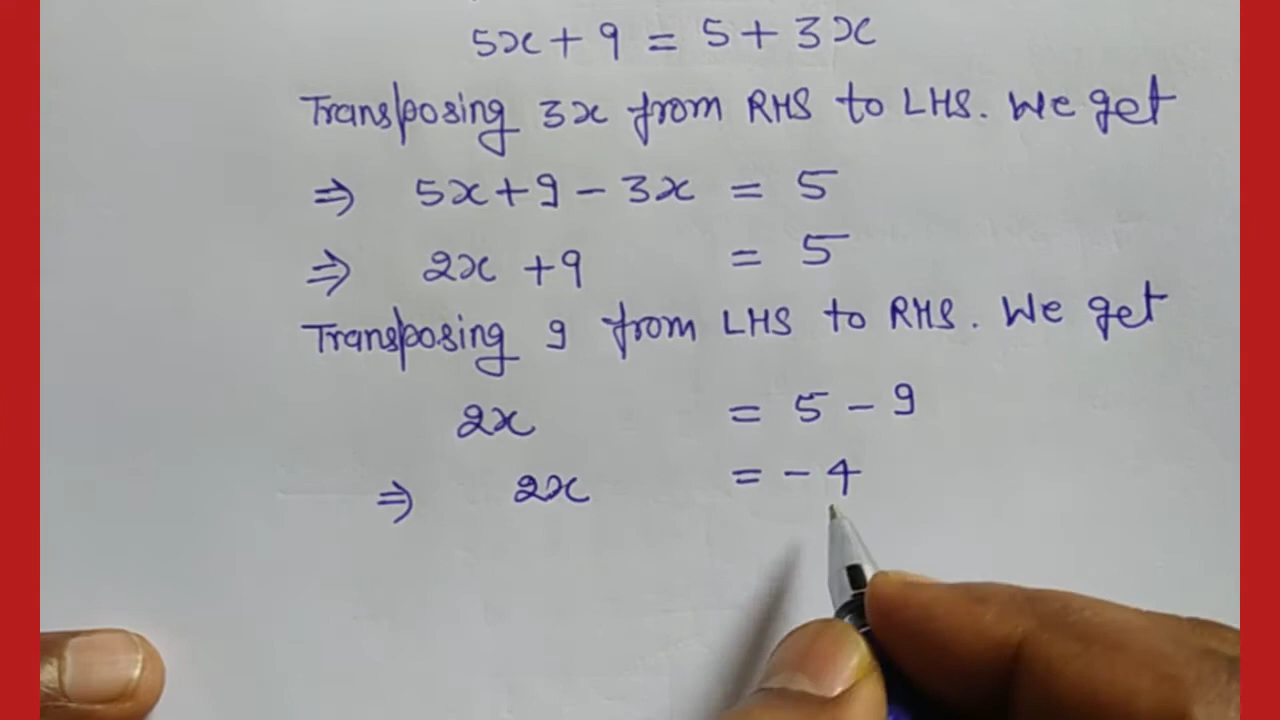 5x + 9 = 5 + 3x
Transposing 3x from RHS to LHS. We get
⇒ 5x + 9 - 3x = 5
⇒ 2x + 9 = 5
Transposing 9 from LHS to RHS. We get
2x = 5 - 9
⇒ 2x = - 4